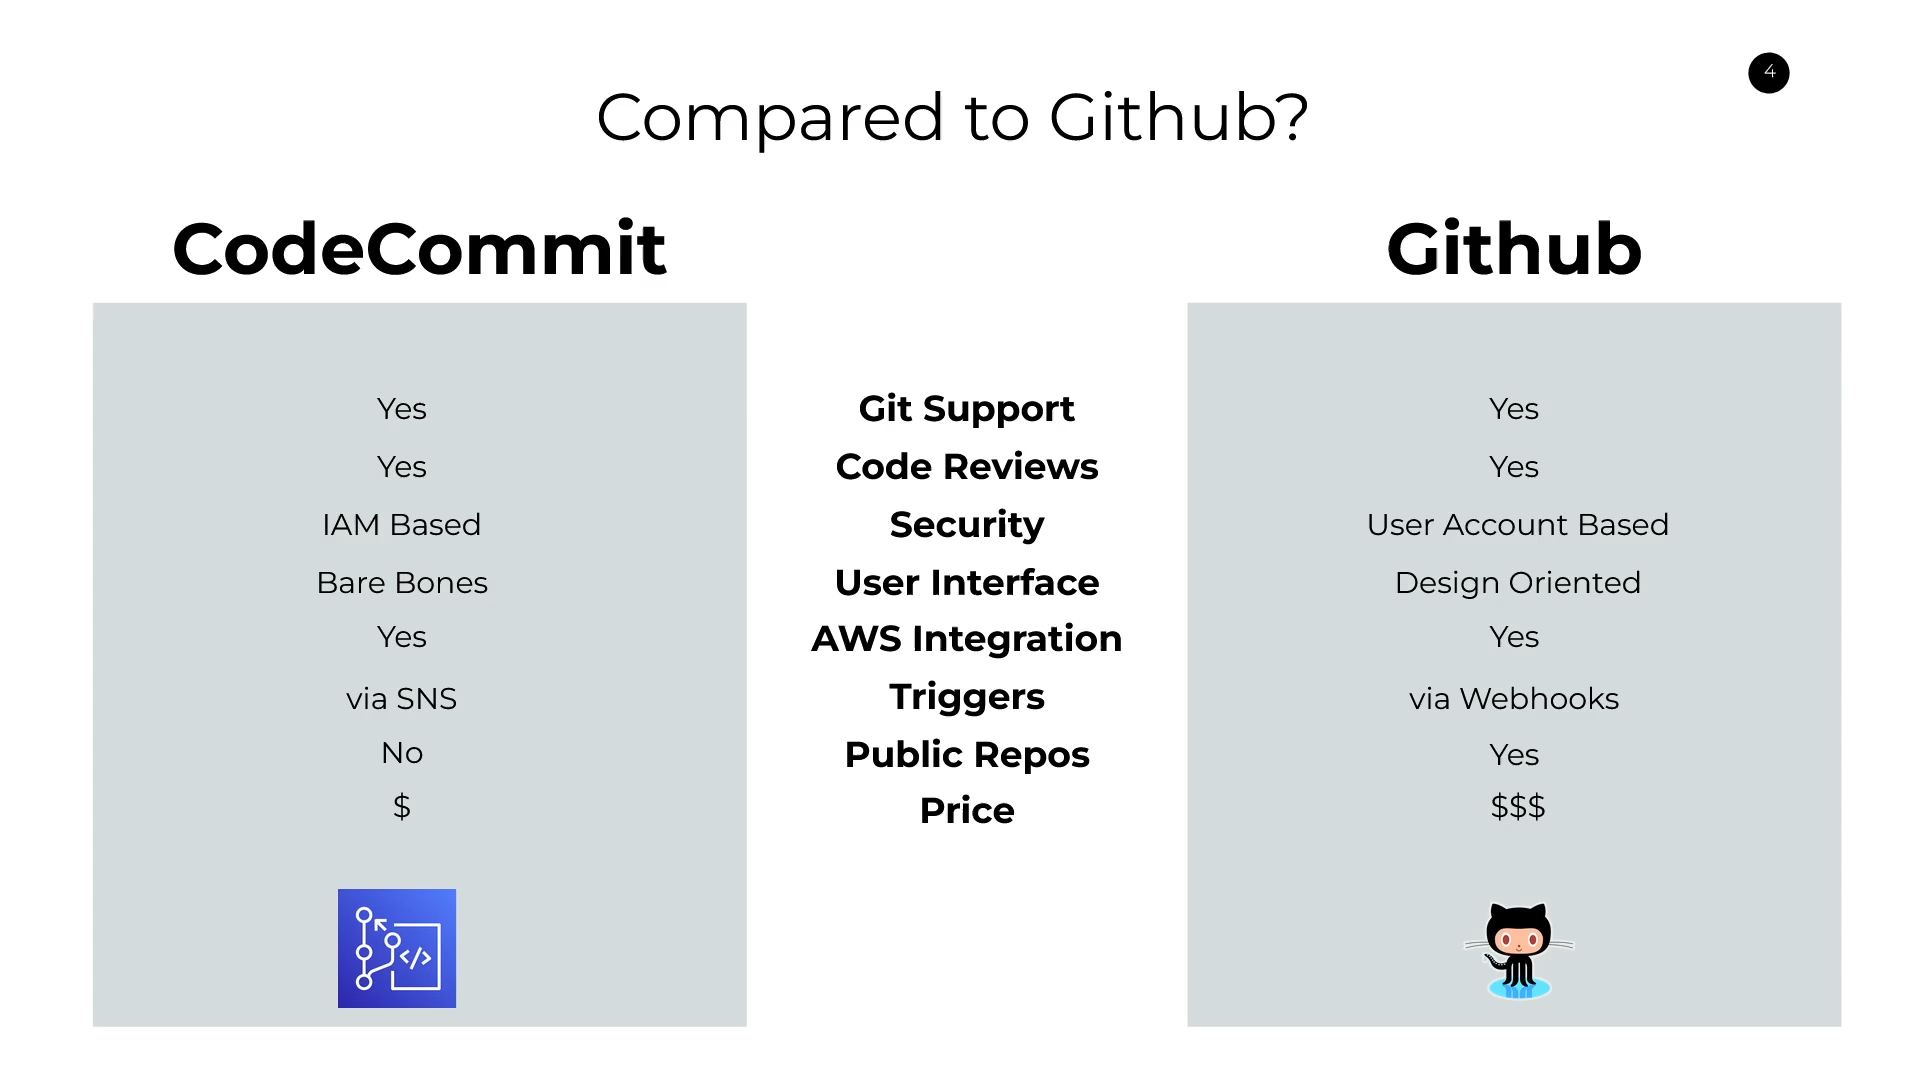 4
Compared to Github?
CodeCommit Github
Yes Git Support Yes
Yes Code Reviews Yes
IAM Based Security User Account Based
Bare Bones User Interface Design Oriented
Yes AWS Integration Yes
via SNS Triggers via Webhooks
No Public Repos Yes
$ Price $$$
</>